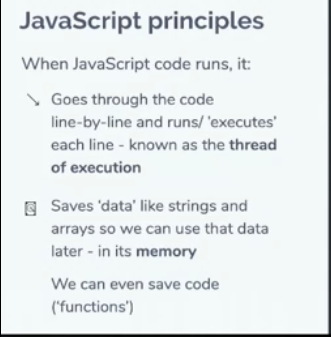 JavaScript principles
When JavaScript code runs, it:
Goes through the code
line-by-line and runs/ 'executes'
each line - known as the thread
of execution
Saves 'data' like strings and
arrays so we can use that data
later - in its memory
We can even save code
('functions')